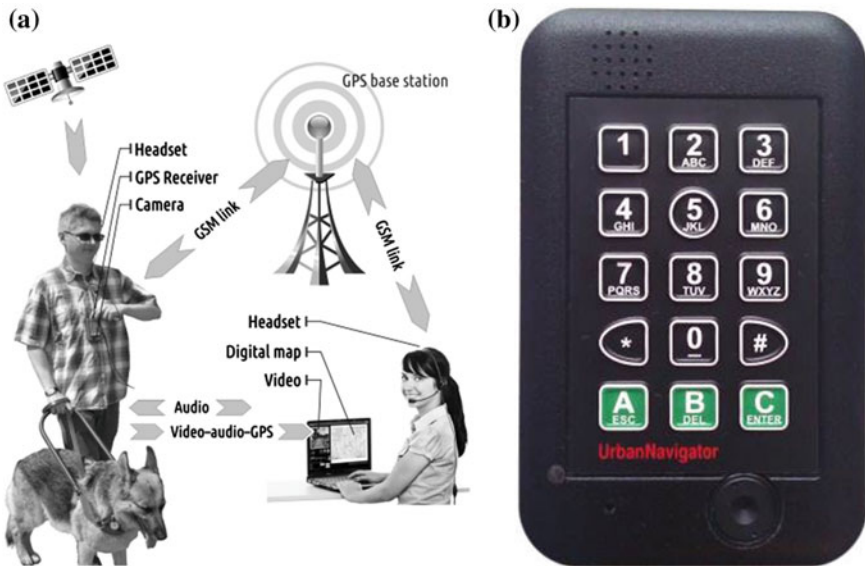 (a)
GPS base station
Headset
GPS Receiver
Camera
GSM link
GSM link
Headset
Digital map
Video
Audio
Video-audio-GPS
(b)
1
2
ABC
3
DEF
4
GHI
5
JKL
6
MNO
7
PQRS
8
TUV
9
WXYZ
*
0
#
A
ESC
B
DEL
C
ENTER
UrbanNavigator